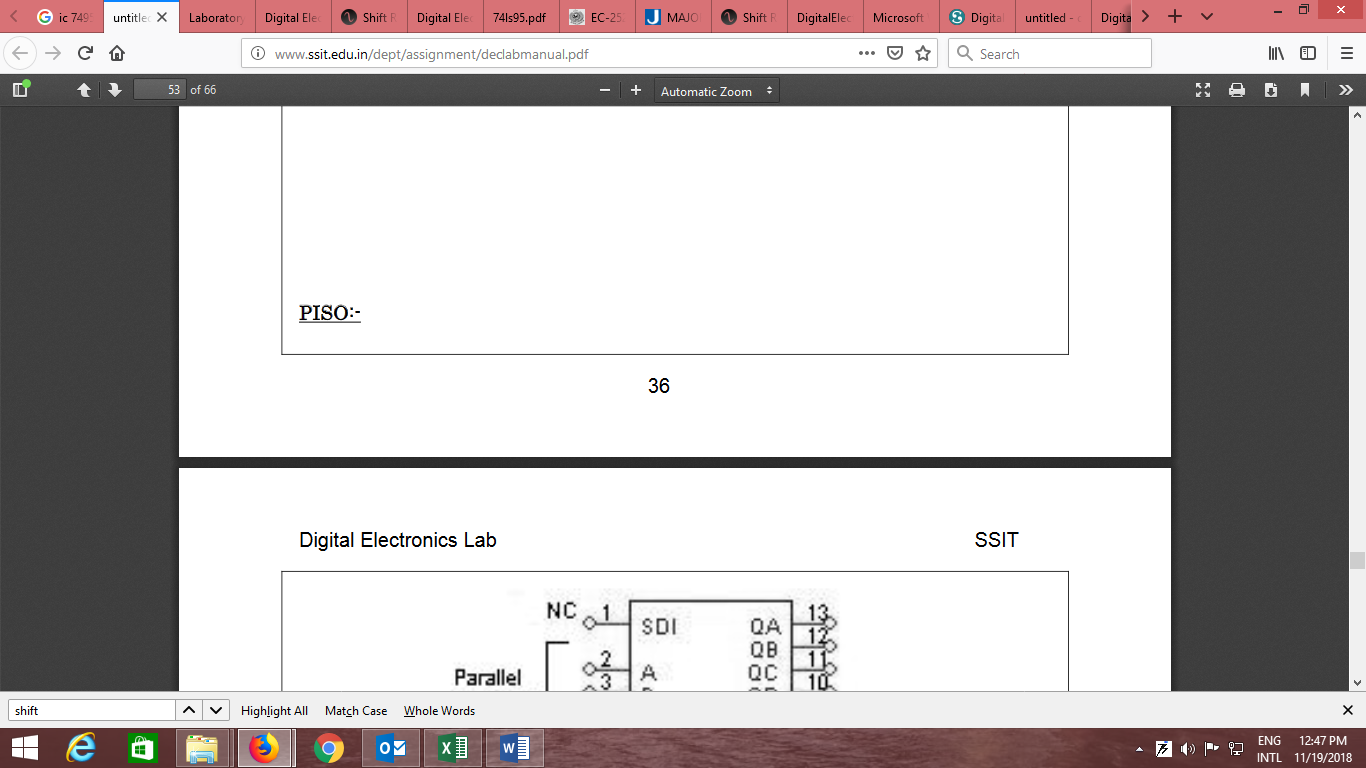 ic 749
untitle
Laborator
Digital Ele
Shift R
Digital Ele
74ls95.pdf
EC-25
MAJO
Shift R
DigitalElec
Microsoft
Digita
untitled - 
Digita
www.ssit.edu.in/dept/assignment/declabmanual.pdf
Search
53 of 66
Automatic Zoom
PISO:-
36
Digital Electronics Lab SSIT
NC 1 SDI QA 13
QB 12
Parallel 2 A QC 11
3 10
shift Highlight All Match Case Whole Words
ENG 12:47 PM
INTL 11/19/2018